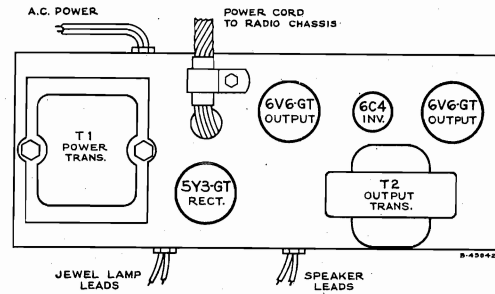 A.C. POWER
POWER CORD
TO RADIO CHASSIS
6V6-GT
OUTPUT
6C4
INV.
6V6-GT
OUTPUT
T1
POWER
TRANS.
5Y3-GT
RECT.
T2
OUTPUT
TRANS.
B-45042
JEWEL LAMP
LEADS
SPEAKER
LEADS